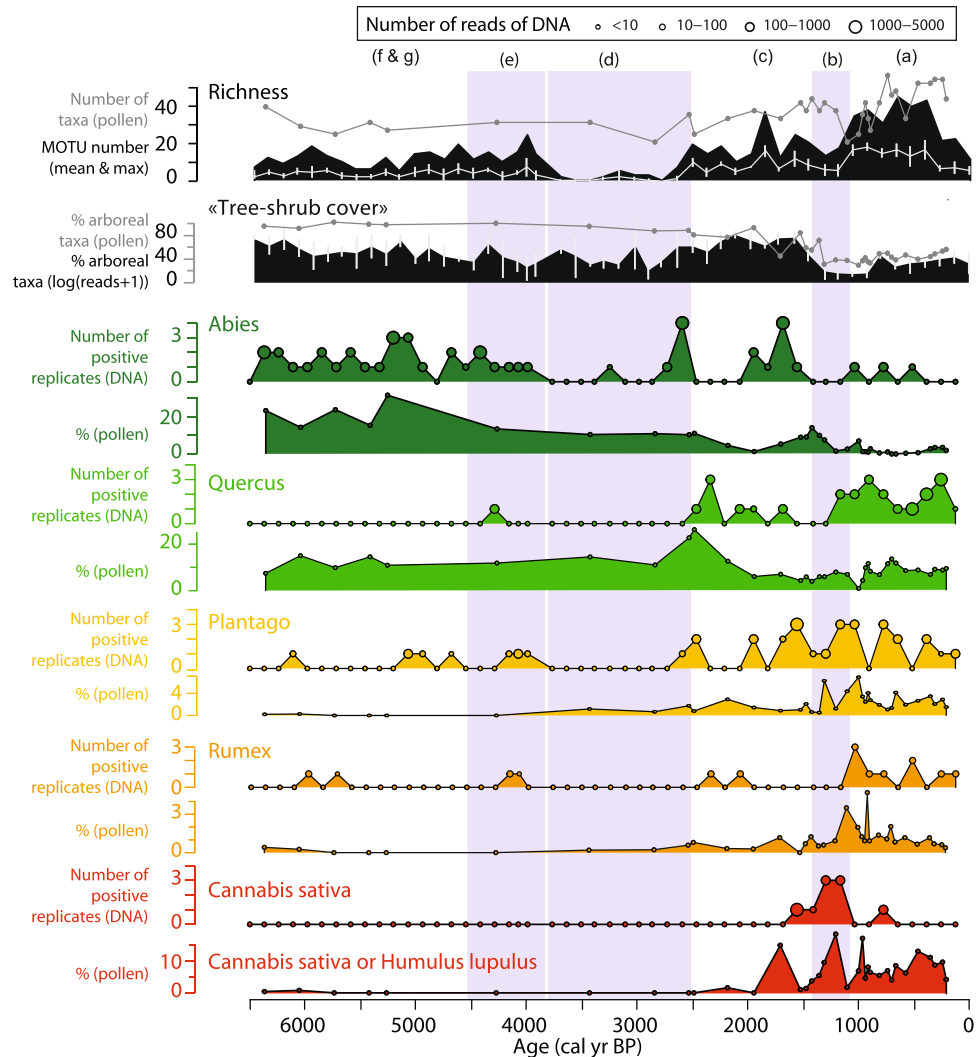 Number of reads of DNA <10 10–100 100–1000 1000–5000
(f & g) (e) (d) (c) (b) (a)
Richness
Number of
taxa (pollen)
MOTU number
(mean & max)
40
20
0
«Tree-shrub cover»
% arboreal
taxa (pollen)
% arboreal
taxa (log(reads+1))
80
40
0
Abies
Number of
positive
replicates (DNA)
3
0
% (pollen)
20
0
Quercus
Number of
positive
replicates (DNA)
3
0
% (pollen)
20
0
Plantago
Number of
positive
replicates (DNA)
3
0
% (pollen)
4
0
Rumex
Number of
positive
replicates (DNA)
3
0
% (pollen)
3
0
Cannabis sativa
Number of
positive
replicates (DNA)
3
0
Cannabis sativa or Humulus lupulus
% (pollen)
10
0
6000 5000 4000 3000 2000 1000 0
Age (cal yr BP)